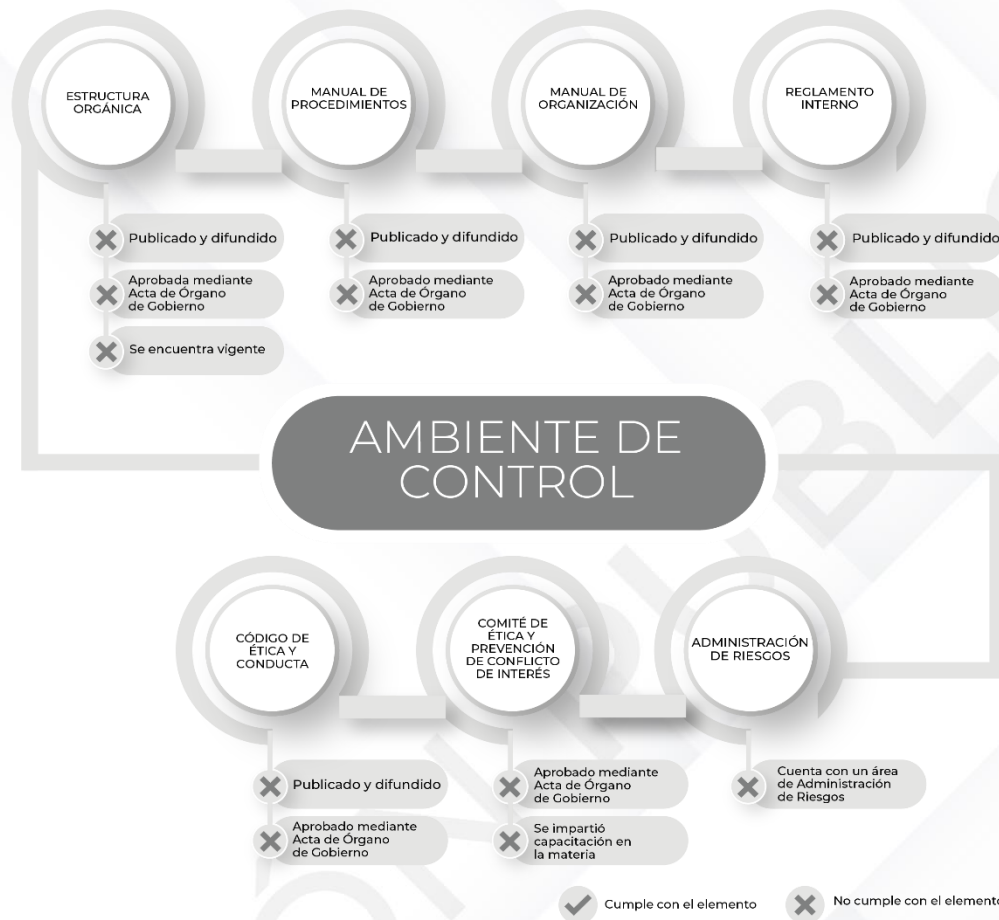 ESTRUCTURA
ORGÁNICA
MANUAL DE
PROCEDIMIENTOS
MANUAL DE
ORGANIZACIÓN
REGLAMENTO
INTERNO
Publicado y difundido
Aprobada mediante
Acta de Órgano
de Gobierno
Se encuentra vigente
Publicado y difundido
Aprobado mediante
Acta de Órgano
de Gobierno
Publicado y difundido
Aprobado mediante
Acta de Órgano
de Gobierno
Publicado y difundido
Aprobado mediante
Acta de Órgano
de Gobierno
AMBIENTE DE
CONTROL
CÓDIGO DE
ÉTICA Y
CONDUCTA
COMITÉ DE
ÉTICA Y
PREVENCIÓN
DE CONFLICTO
DE INTERÉS
ADMINISTRACIÓN
DE RIESGOS
Publicado y difundido
Aprobado mediante
Acta de Órgano
de Gobierno
Aprobado mediante
Acta de Órgano
de Gobierno
Se impartió
capacitación en
la materia
Cuenta con un área
de Administración
de Riesgos
Cumple con el elemento
No cumple con el elemento